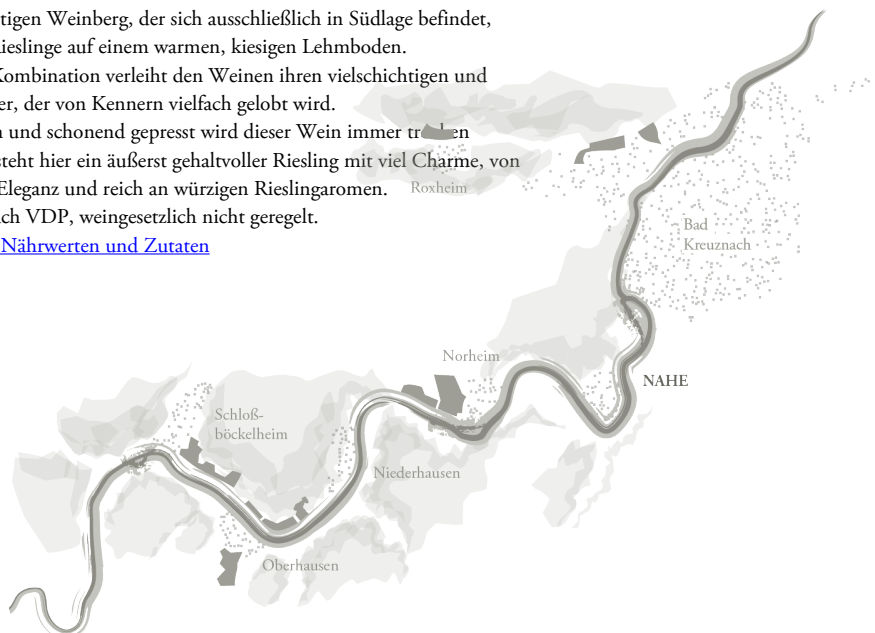 tigen Weinberg, der sich ausschließlich in Südlage befindet,
ieslinge auf einem warmen, kiesigen Lehmboden.
Kombination verleiht den Weinen ihren vielschichtigen und
er, der von Kennern vielfach gelobt wird.
und schonend gepresst wird dieser Wein immer
steht hier ein äußerst gehaltvoller Riesling mit viel Charme, von
Eleganz und reich an würzigen Rieslingaromen.
ich VDP, weingesetzlich nicht geregelt.
Nährwerten und Zutaten
Roxheim
Bad
Kreuznach
Norheim
NAHE
Schloß-
böckelheim
Niederhausen
Oberhausen